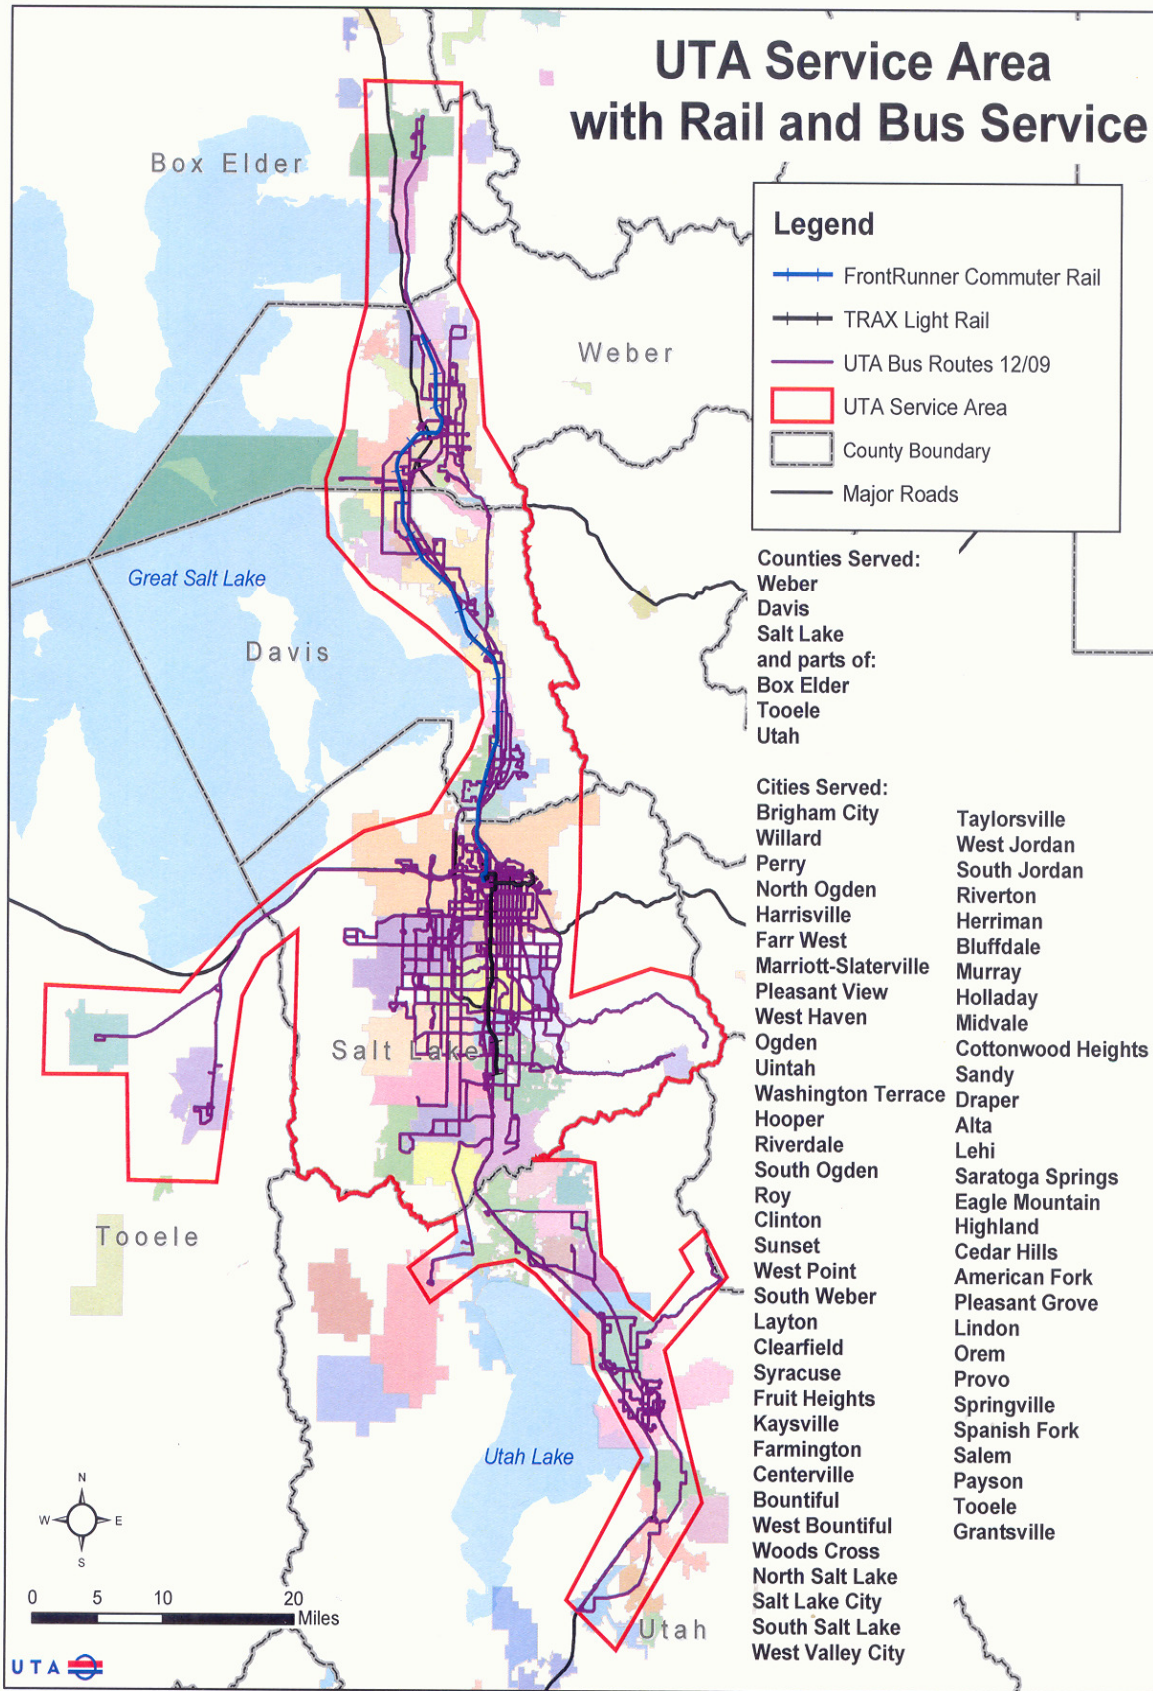 UTA Service Area
with Rail and Bus Service
Box Elder
Legend
FrontRunner Commuter Rail
TRAX Light Rail
UTA Bus Routes 12/09
UTA Service Area
County Boundary
Major Roads
Weber
Great Salt Lake
Davis
Salt Lake
Tooele
Utah Lake
Utah
Counties Served:
Weber
Davis
Salt Lake
and parts of:
Box Elder
Tooele
Utah
Cities Served:
Brigham City
Willard
Perry
North Ogden
Harrisville
Farr West
Marriott-Slaterville
Pleasant View
West Haven
Ogden
Uintah
Washington Terrace
Hooper
Riverdale
South Ogden
Roy
Clinton
Sunset
West Point
South Weber
Layton
Clearfield
Syracuse
Fruit Heights
Kaysville
Farmington
Centerville
Bountiful
West Bountiful
Woods Cross
North Salt Lake
Salt Lake City
South Salt Lake
West Valley City
Taylorsville
West Jordan
South Jordan
Riverton
Herriman
Bluffdale
Murray
Holladay
Midvale
Cottonwood Heights
Sandy
Draper
Alta
Lehi
Saratoga Springs
Eagle Mountain
Highland
Cedar Hills
American Fork
Pleasant Grove
Lindon
Orem
Provo
Springville
Spanish Fork
Salem
Payson
Tooele
Grantsville
N
W E
S
0 5 10 20
Miles
UTA